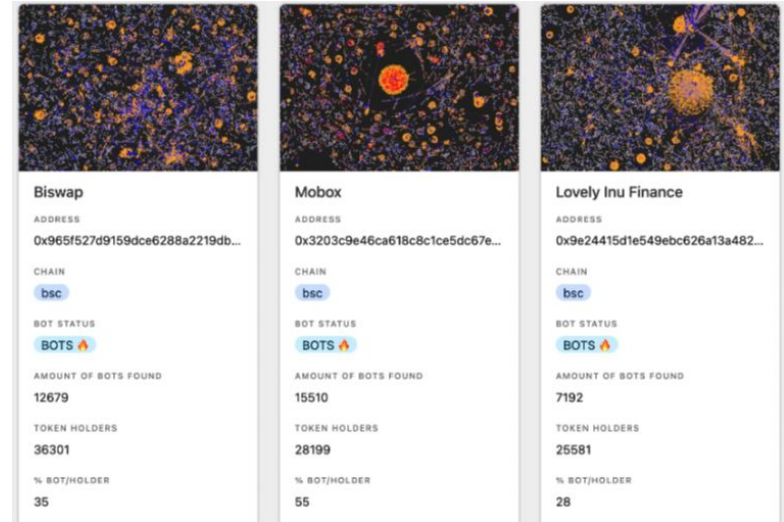 Biswap
ADDRESS
0x965f527d9159dce6288a2219db...
CHAIN
bsc
BOT STATUS
BOTS 🔥
AMOUNT OF BOTS FOUND
12679
TOKEN HOLDERS
36301
% BOT/HOLDER
35
Mobox
ADDRESS
0x3203c9e46ca618c8c1ce5dc67e...
CHAIN
bsc
BOT STATUS
BOTS 🔥
AMOUNT OF BOTS FOUND
15510
TOKEN HOLDERS
28199
% BOT/HOLDER
55
Lovely Inu Finance
ADDRESS
0x9e24415d1e549ebc626a13a482...
CHAIN
bsc
BOT STATUS
BOTS 🔥
AMOUNT OF BOTS FOUND
7192
TOKEN HOLDERS
25581
% BOT/HOLDER
28